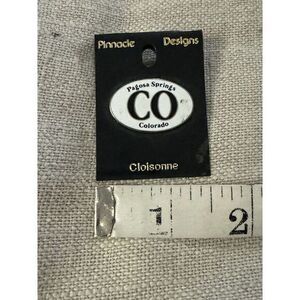 Pinnacle Designs
Pagosa Springs
CO
Colorado
Cloisonne
1 2